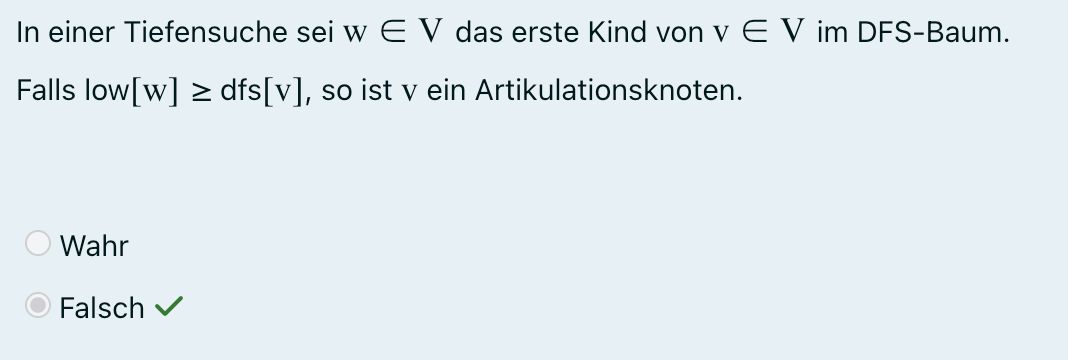 In einer Tiefensuche sei w ∈ V das erste Kind von v ∈ V im DFS-Baum.
Falls low[w] ≥ dfs[v], so ist v ein Artikulationsknoten.
Wahr
Falsch ✓